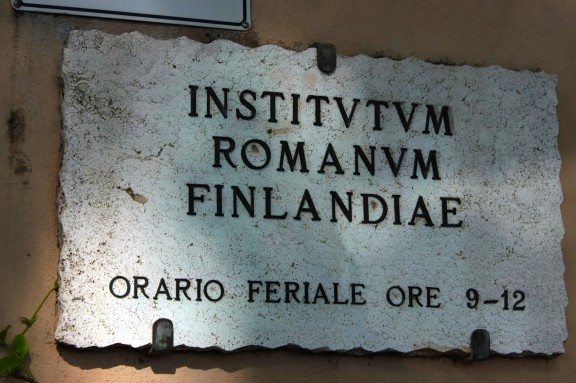 INSTITVTVM
ROMANVM
FINLANDIAE
ORARIO FERIALE ORE 9-12